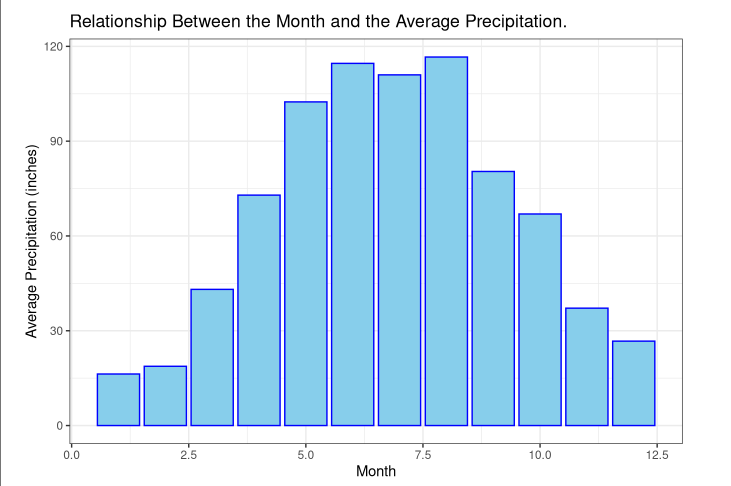 Relationship Between the Month and the Average Precipitation.
Average Precipitation (inches)
120
90
60
30
0
0.0 2.5 5.0 7.5 10.0 12.5
Month